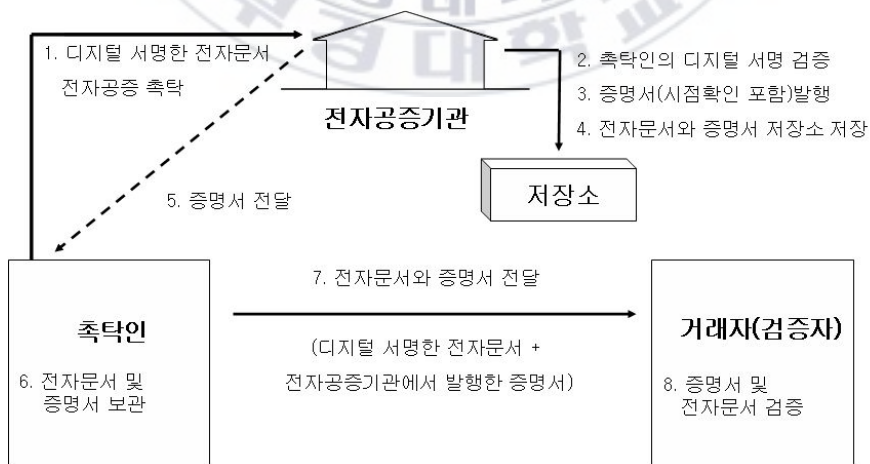 1. 디지털 서명한 전자문서
전자공증 촉탁
2. 촉탁인의 디지털 서명 검증
3. 증명서(시점확인 포함)발행
4. 전자문서와 증명서 저장소 저장
전자공증기관
저장소
5. 증명서 전달
7. 전자문서와 증명서 전달
(디지털 서명한 전자문서 +
전자공증기관에서 발행한 증명서)
촉탁인
6. 전자문서 및
증명서 보관
거래자(검증자)
8. 증명서 및
전자문서 검증